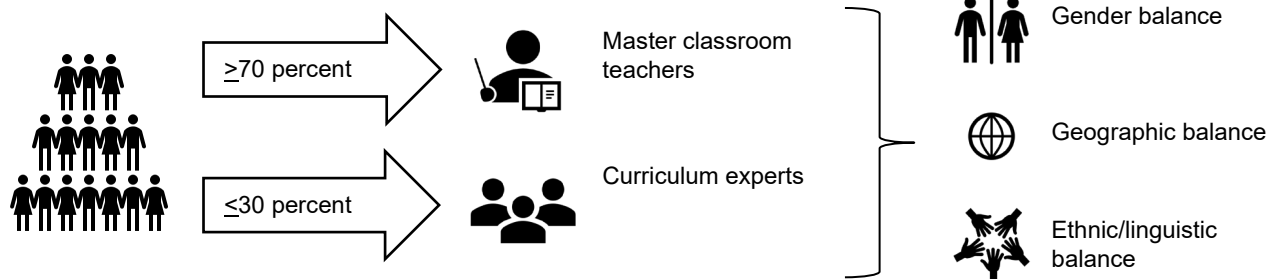 ≥70 percent
Master classroom
teachers
≤30 percent
Curriculum experts
Gender balance
Geographic balance
Ethnic/linguistic
balance